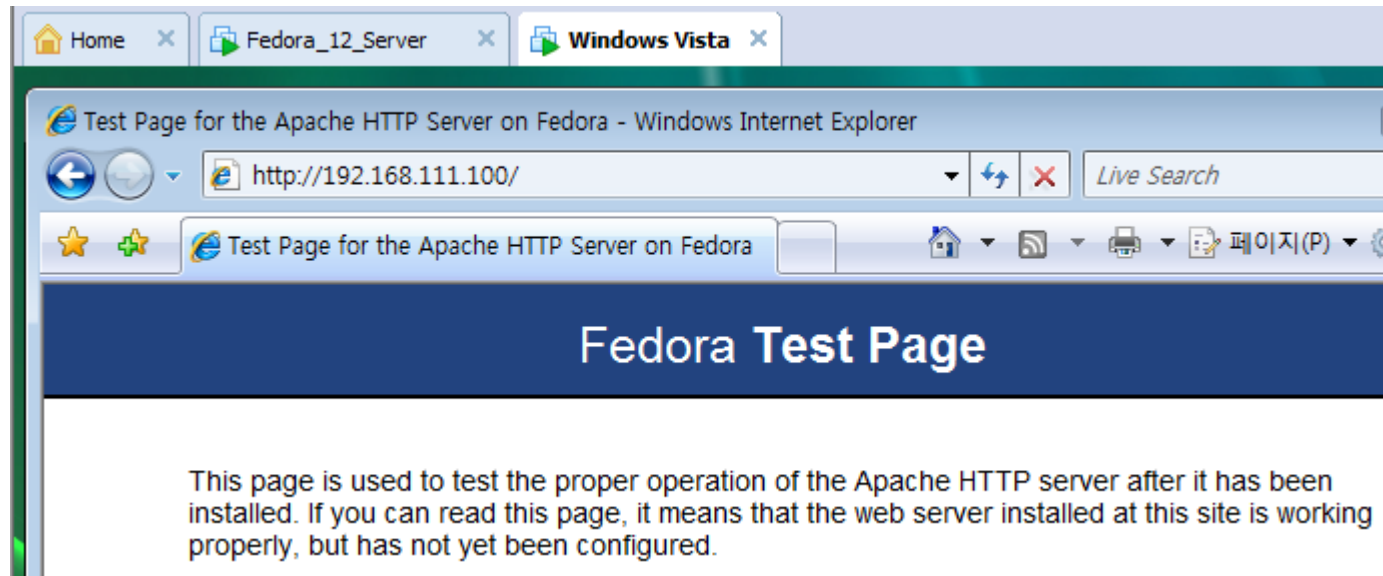 Home
Fedora_12_Server
Windows Vista
Test Page for the Apache HTTP Server on Fedora - Windows Internet Explorer
http://192.168.111.100/
Live Search
Test Page for the Apache HTTP Server on Fedora
페이지(P)
Fedora Test Page
This page is used to test the proper operation of the Apache HTTP server after it has been
installed. If you can read this page, it means that the web server installed at this site is working
properly, but has not yet been configured.